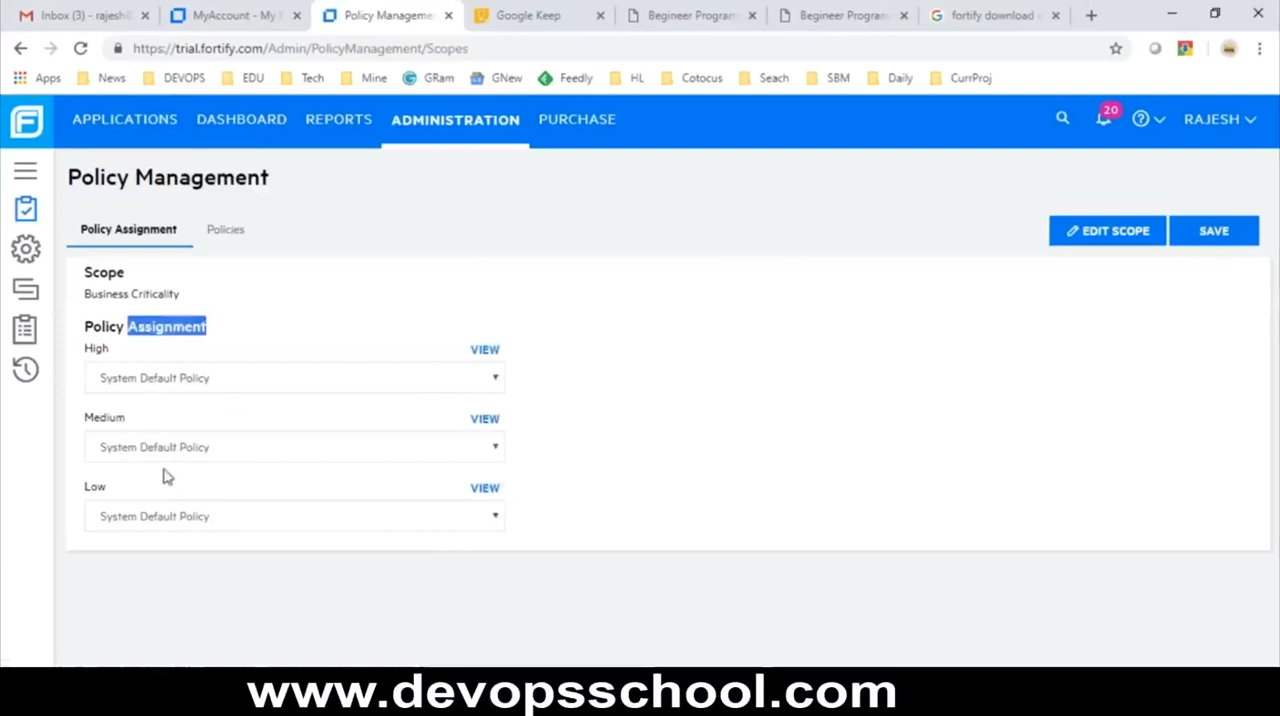 Inbox (3) - rajesh@
MyAccount - My
Policy Manageme
Google Keep
Begineer Program
Begineer Program
fortify download
https://trial.fortify.com/Admin/PolicyManagement/Scopes
Apps
News
DEVOPS
EDU
Tech
Mine
GRam
GNew
Feedly
HL
Cotocus
Seach
SBM
Daily
CurrProj
APPLICATIONS
DASHBOARD
REPORTS
ADMINISTRATION
PURCHASE
20
RAJESH
Policy Management
Policy Assignment
Policies
EDIT SCOPE
SAVE
Scope
Business Criticality
Policy Assignment
High
VIEW
System Default Policy
Medium
VIEW
System Default Policy
Low
VIEW
System Default Policy
www.devopsschool.com